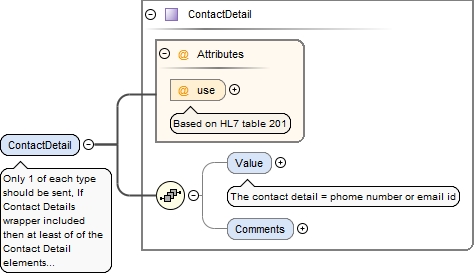 ContactDetail
Attributes
@ use
Based on HL7 table 201
ContactDetail
Only 1 of each type
should be sent, If
Contact Details
wrapper included
then at least of of the
Contact Detail
elements...
Value
The contact detail = phome number or email id
Comments